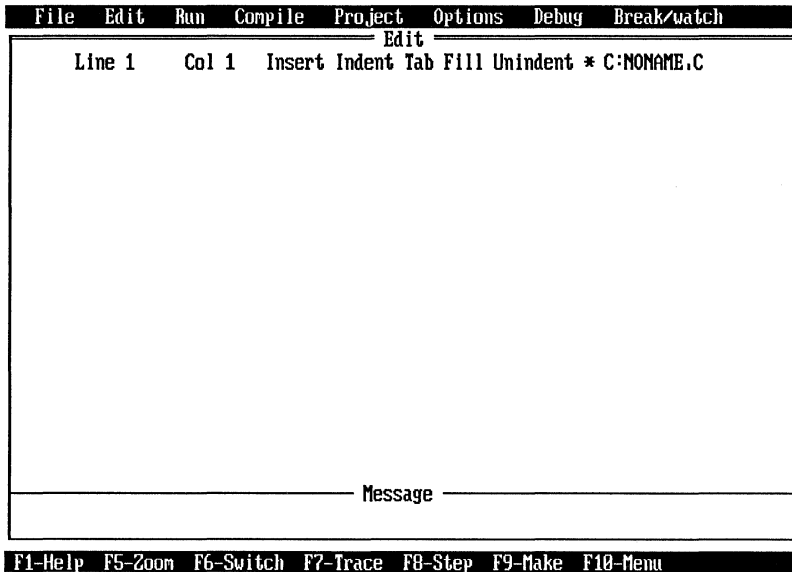 File Edit Run Compile Project Options Debug Break/watch
Edit
Line 1 Col 1 Insert Indent Tab Fill Unindent * C:NONAME.C
Message
F1-Help F5-Zoom F6-Switch F7-Trace F8-Step F9-Make F10-Menu